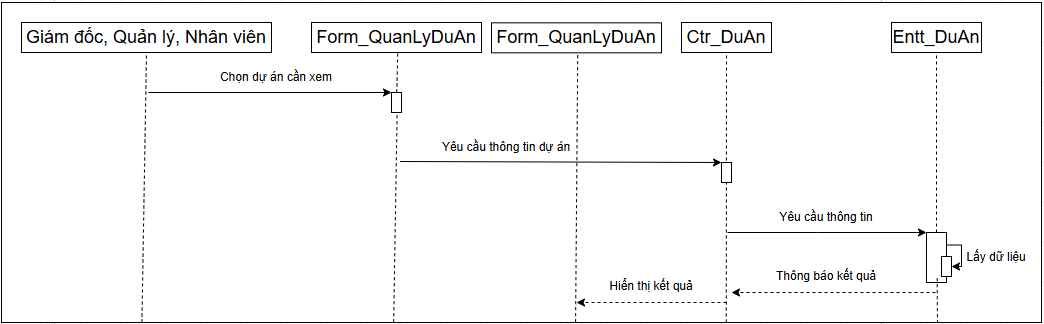 Giám đốc, Quản lý, Nhân viên
Form_QuanLyDuAn
Form_QuanLyDuAn
Ctr_DuAn
Entt_DuAn
Chọn dự án cần xem
Yêu cầu thông tin dự án
Yêu cầu thông tin
Lấy dữ liệu
Thông báo kết quả
Hiển thị kết quả